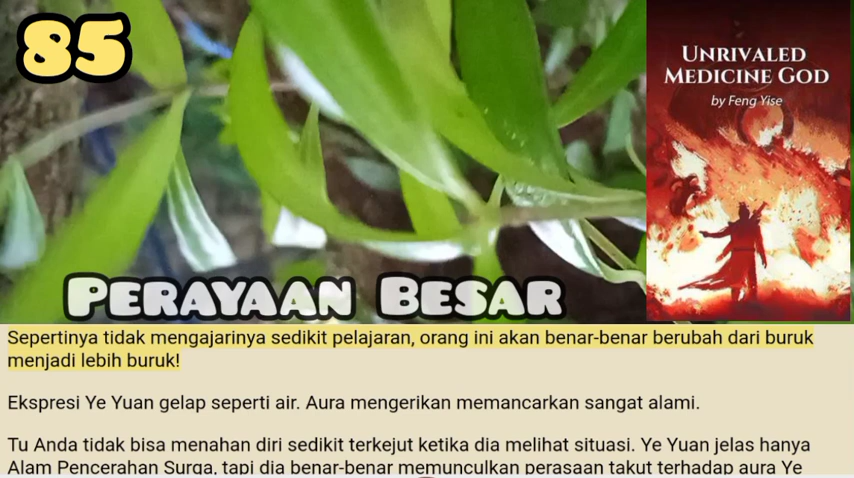 85
UNRIVALED
MEDICINE GOD
by Feng Yise
PERAYAAN BESAR
Sepertinya tidak mengajarinya sedikit pelajaran, orang ini akan benar-benar berubah dari buruk
menjadi lebih buruk!
Ekspresi Ye Yuan gelap seperti air. Aura mengerikan memancarkan sangat alami.
Tu Anda tidak bisa menahan diri sedikit terkejut ketika dia melihat situasi. Ye Yuan jelas hanya
Alam Pencerahan Surga, tapi dia benar-benar memunculkan perasaan takut terhadap aura Ye